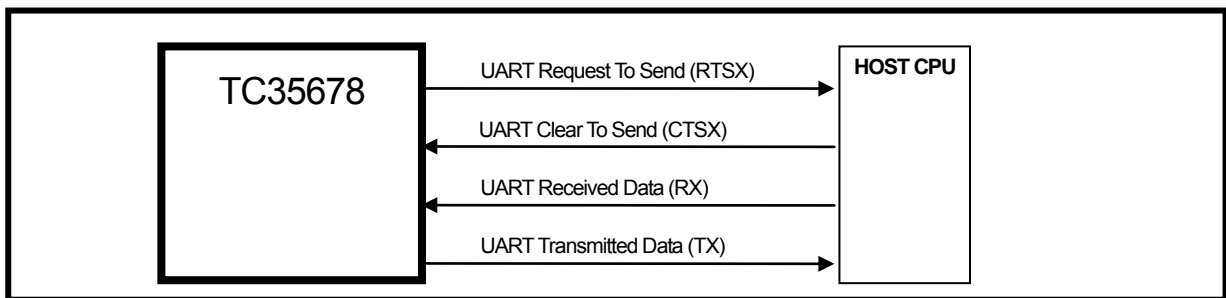 TC35678
UART Request To Send (RTSX)
HOST CPU
UART Clear To Send (CTSX)
UART Received Data (RX)
UART Transmitted Data (TX)